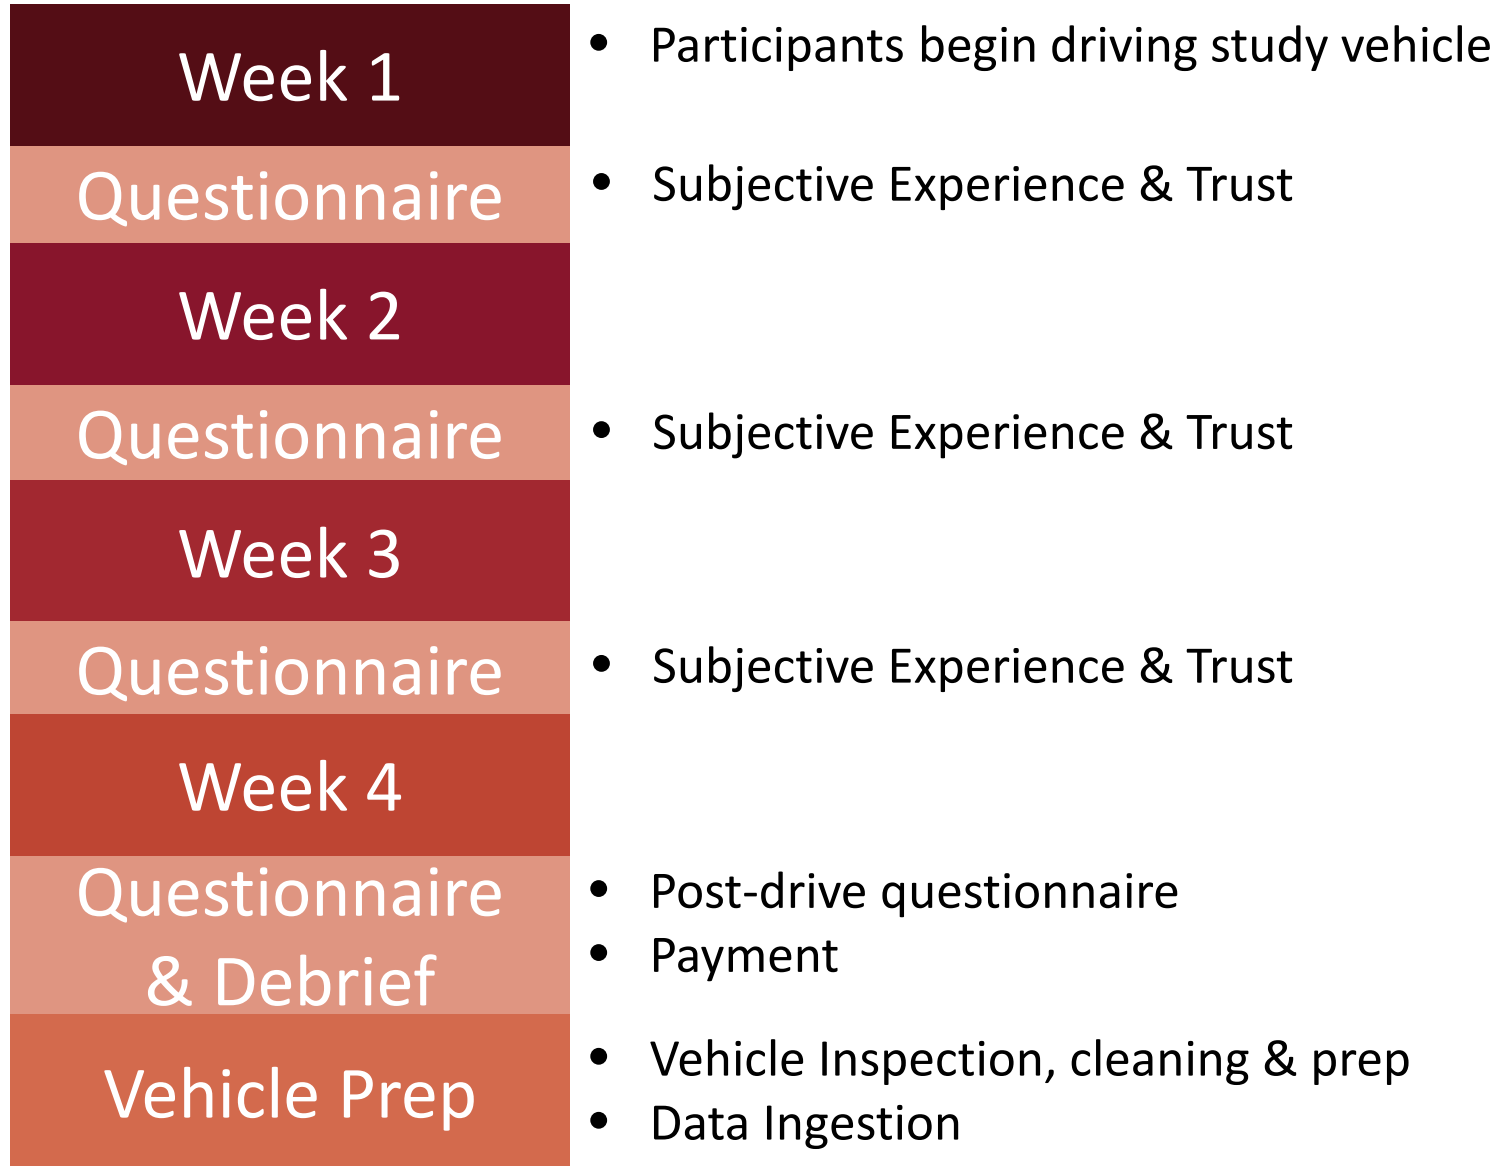 Week 1
• Participants begin driving study vehicle
Questionnaire
• Subjective Experience & Trust
Week 2
Questionnaire
• Subjective Experience & Trust
Week 3
Questionnaire
• Subjective Experience & Trust
Week 4
Questionnaire
& Debrief
• Post-drive questionnaire
• Payment
Vehicle Prep
• Vehicle Inspection, cleaning & prep
• Data Ingestion